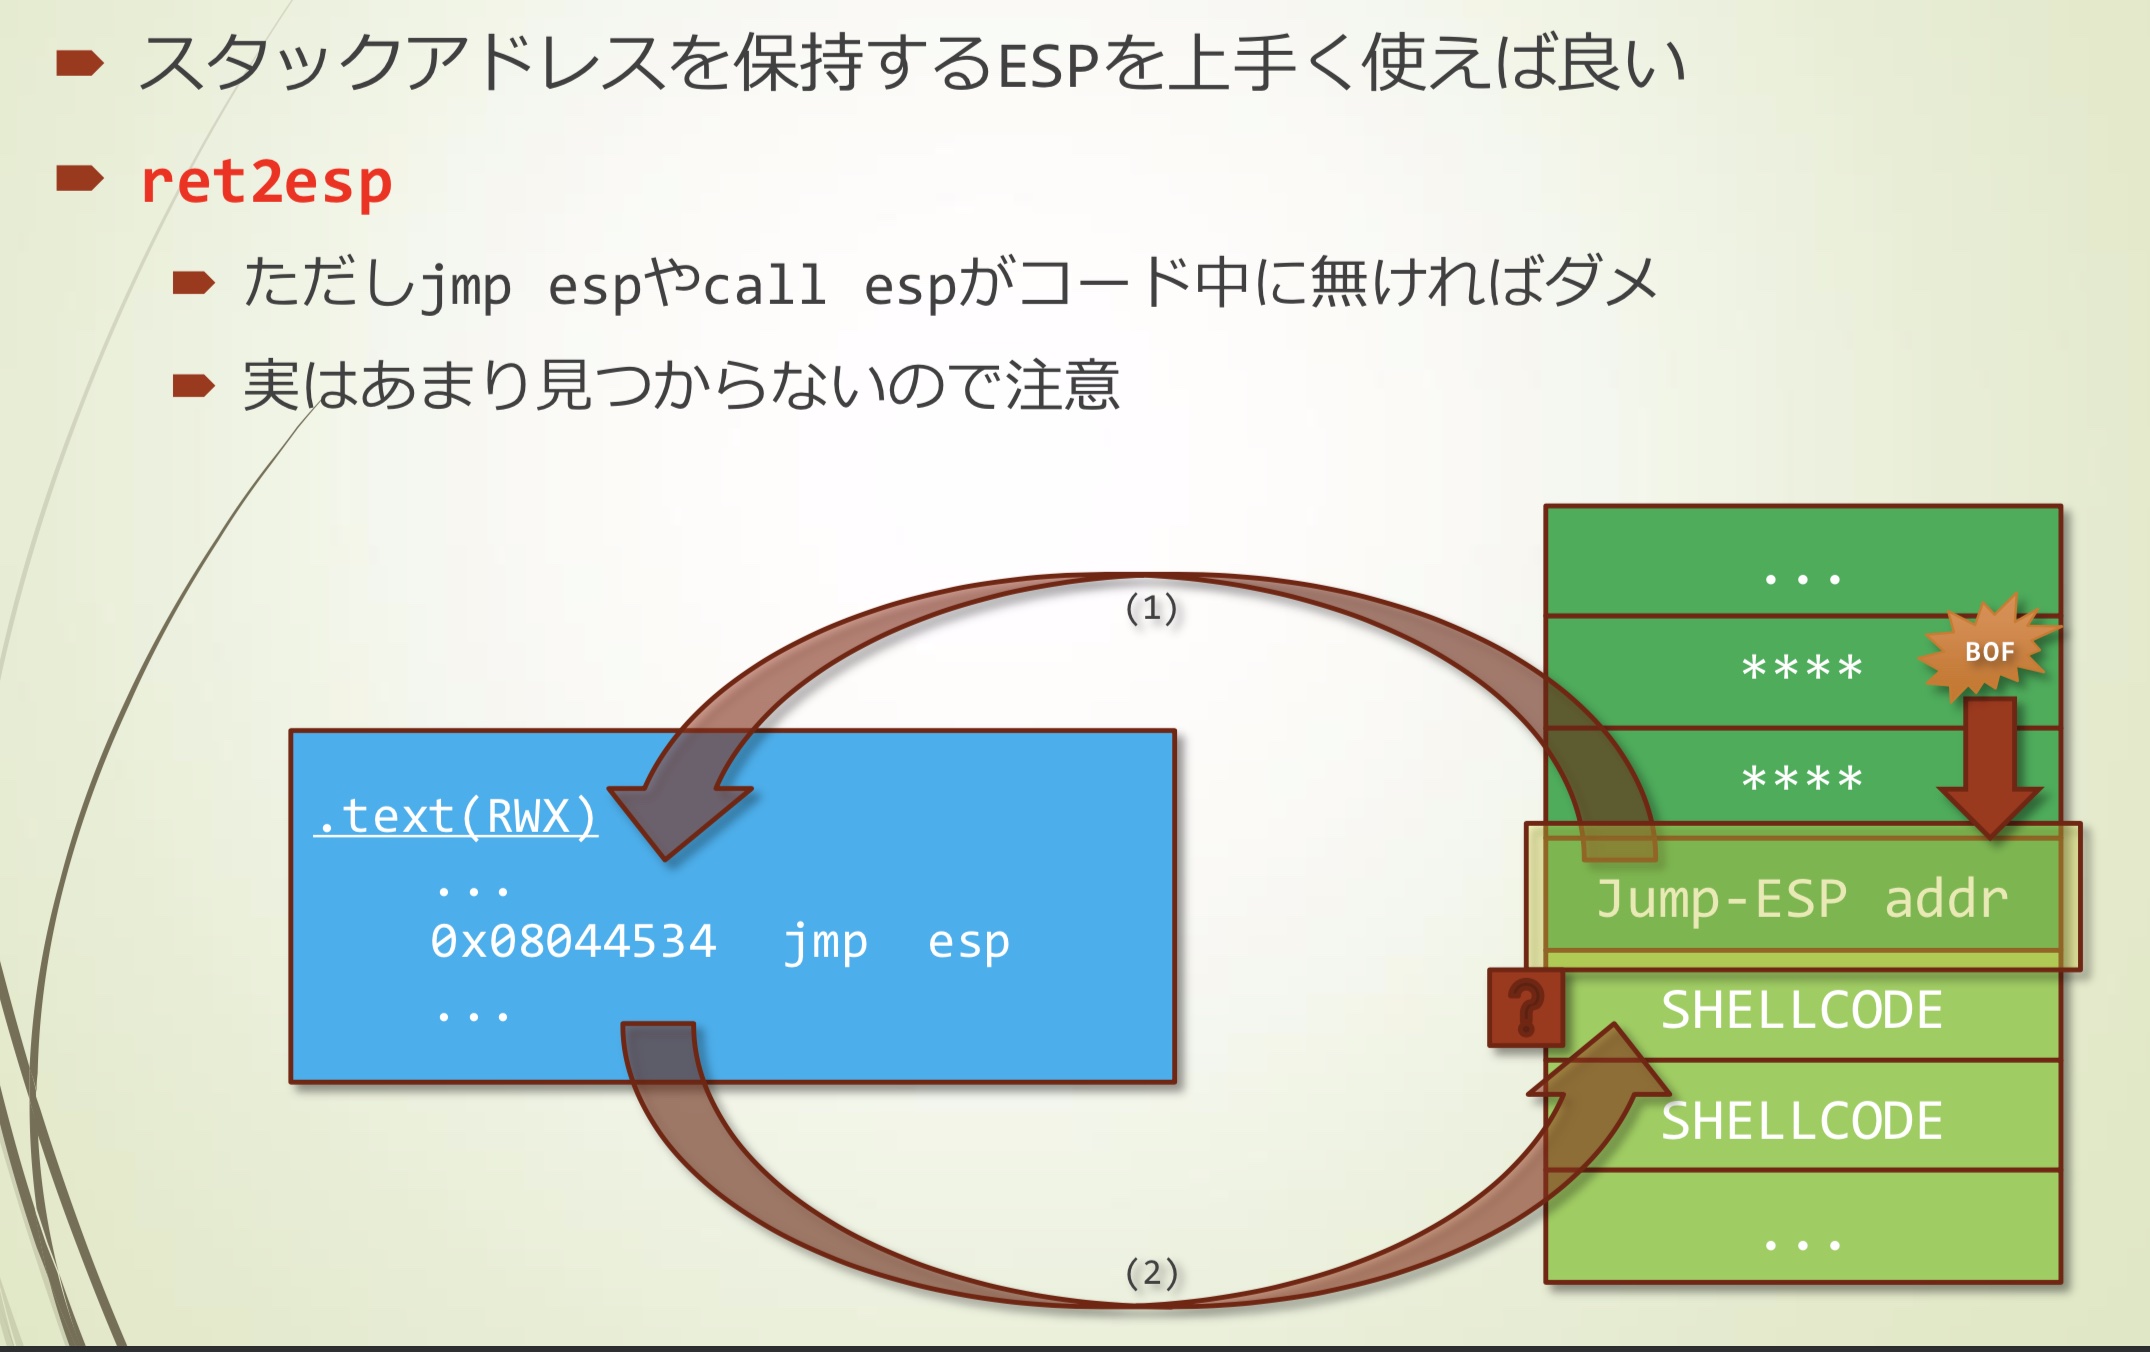 スタックアドレスを保持するESPを上手く使えば良い
ret2esp
ただしjmp espやcall espがコード中に無ければダメ
実はあまり見つからないので注意
(1)
...
****
BOF
****
Jump-ESP addr
?
SHELLCODE
SHELLCODE
...
.text(RWX)
...
0x08044534 jmp esp
...
(2)